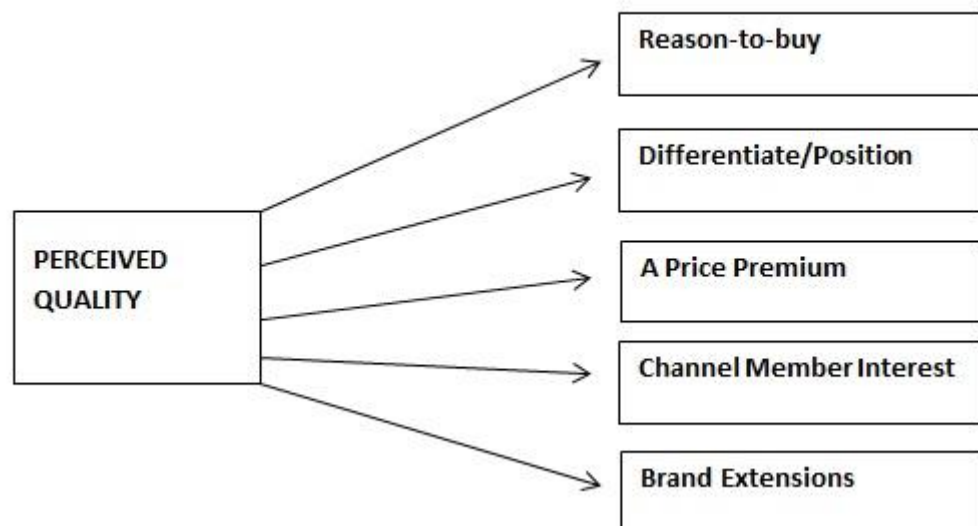 Reason-to-buy
Differentiate/Position
PERCEIVED
QUALITY
A Price Premium
Channel Member Interest
Brand Extensions